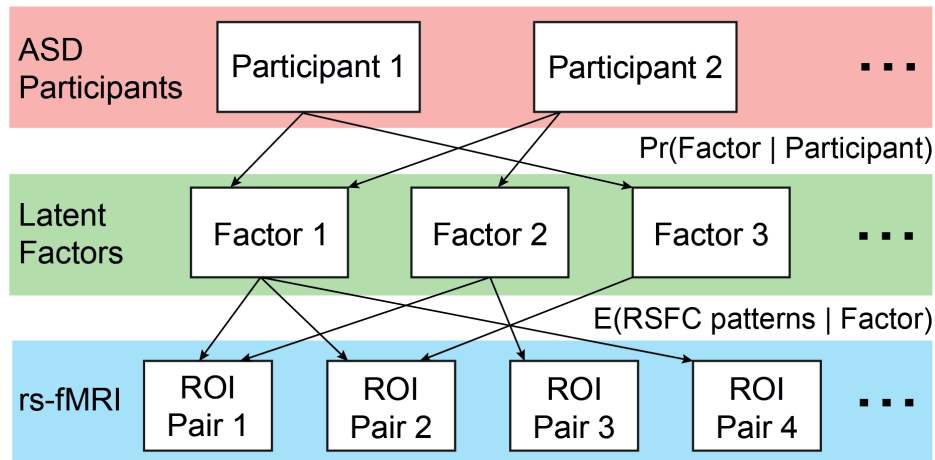 ASD
Participants
Participant 1
Participant 2
...
Pr(Factor | Participant)
Latent
Factors
Factor 1
Factor 2
Factor 3
...
E(RSFC patterns | Factor)
rs-fMRI
ROI
Pair 1
ROI
Pair 2
ROI
Pair 3
ROI
Pair 4
...